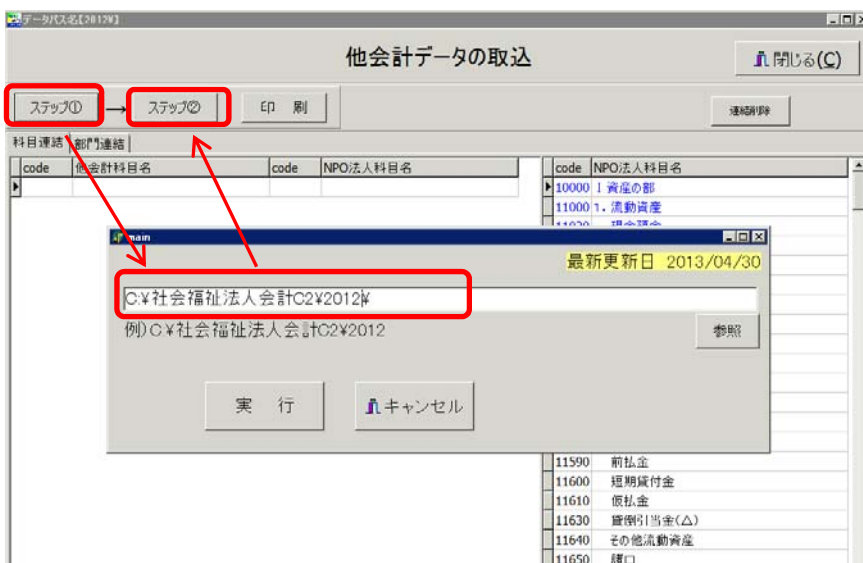 データパス名【2012¥】
他会計データの取込
閉じる(C)
ステップ① → ステップ② 印 刷
連結削除
科目連結 部門連結
code 他会計科目名 code NPO法人科目名
code NPO法人科目名
10000 Ⅰ 資産の部
11000 1. 流動資産
main
最新更新日 2013/04/30
C:¥社会福祉法人会計C2¥2012¥
例)C:¥社会福祉法人会計C2¥2012
参照
実 行
キャンセル
11590 前払金
11600 短期貸付金
11610 仮払金
11630 貸倒引当金(△)
11640 その他流動資産
11650 諸口